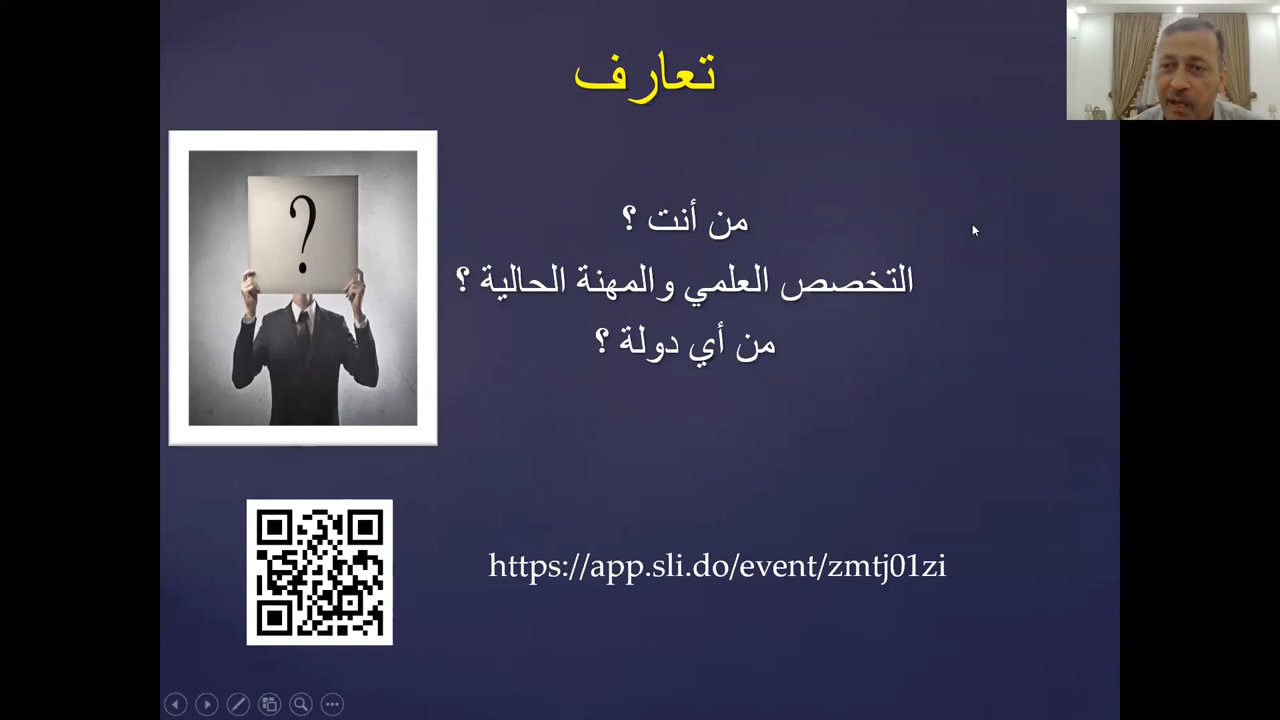 تعارف
?
من أنت ؟
التخصص العلمي والمهنة الحالية ؟
من أي دولة ؟
https://app.sli.do/event/zmtj01zi